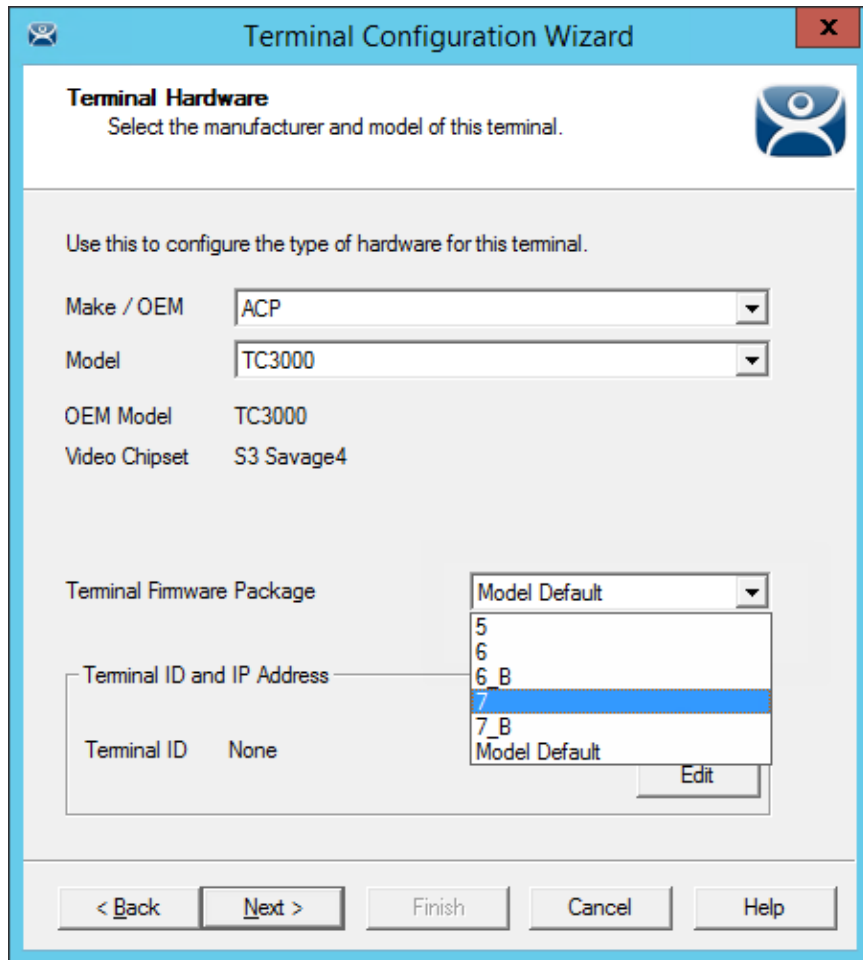 Terminal Configuration Wizard
x
Terminal Hardware
Select the manufacturer and model of this terminal.
Use this to configure the type of hardware for this terminal.
Make / OEM ACP
Model TC3000
OEM Model TC3000
Video Chipset S3 Savage4
Terminal Firmware Package Model Default
5
6
6_B
7
7_B
Model Default
Terminal ID and IP Address
Terminal ID None
Edit
< Back Next > Finish Cancel Help